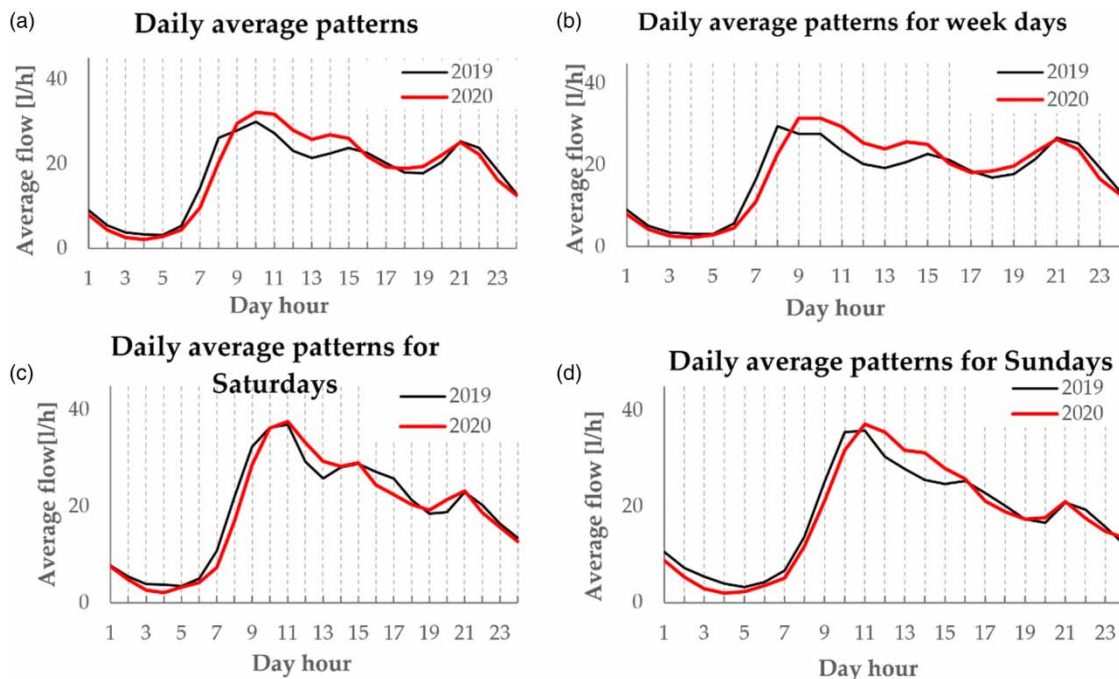 (a)
Daily average patterns
2019
2020
Average flow [l/h]
40
20
0
1 3 5 7 9 11 13 15 17 19 21 23
Day hour
(b)
Daily average patterns for week days
2019
2020
Average flow [l/h]
40
20
0
1 3 5 7 9 11 13 15 17 19 21 23
Day hour
(c)
Daily average patterns for
Saturdays
2019
2020
Average flow[l/h]
40
20
0
1 3 5 7 9 11 13 15 17 19 21 23
Day hour
(d)
Daily average patterns for Sundays
2019
2020
Average flow [l/h]
40
20
0
1 3 5 7 9 11 13 15 17 19 21 23
Day hour